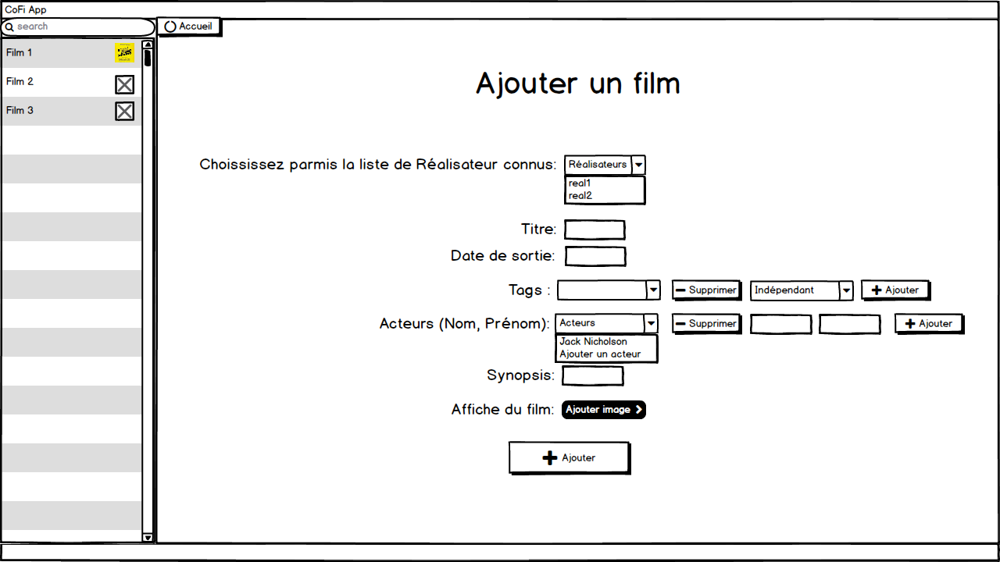 CoFi App
search
Accueil
Film 1
Film 2
Film 3
Ajouter un film
Choississez parmis la liste de Réalisateur connus: Réalisateurs
real1
real2
Titre:
Date de sortie:
Tags : Supprimer Indépendant Ajouter
Acteurs (Nom, Prénom): Acteurs Supprimer Ajouter
Jack Nicholson
Ajouter un acteur
Synopsis:
Affiche du film: Ajouter image
Ajouter